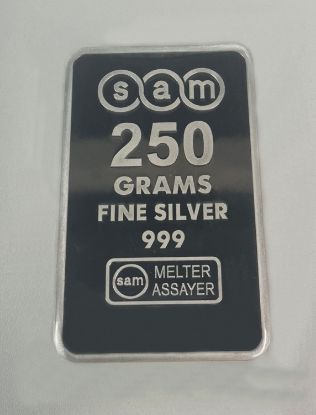 sam
250
GRAMS
FINE SILVER
999
sam MELTER
ASSAYER